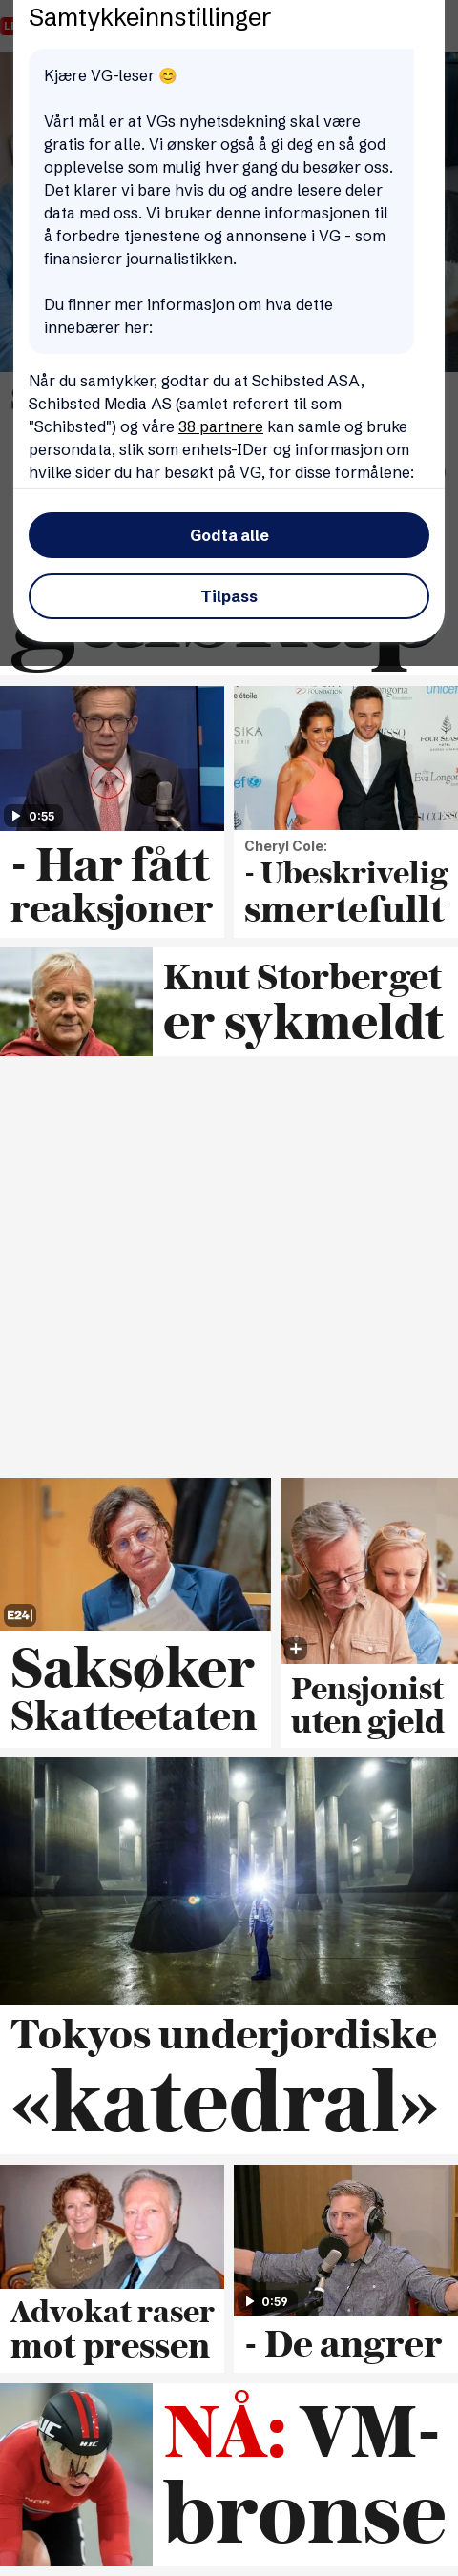 Samtykkeinnstillinger
Kjære VG-leser 😊
Vårt mål er at VGs nyhetsdekning skal være
gratis for alle. Vi ønsker også å gi deg en så god
opplevelse som mulig hver gang du besøker oss.
Det klarer vi bare hvis du og andre lesere deler
data med oss. Vi bruker denne informasjonen til
å forbedre tjenestene og annonsene i VG - som
finansierer journalistikken.
Du finner mer informasjon om hva dette
innebærer her:
Når du samtykker, godtar du at Schibsted ASA,
Schibsted Media AS (samlet referert til som
"Schibsted") og våre 38 partnere kan samle og bruke
persondata, slik som enhets-IDer og informasjon om
hvilke sider du har besøkt på VG, for disse formålene:
Godta alle
Tilpass
0:55
- Har fått
reaksjoner
Cheryl Cole:
- Ubeskrivelig
smertefullt
Knut Storberget
er sykmeldt
E24
Saksøker
Skatteetaten
Pensjonist
uten gjeld
Tokyos underjordiske
«katedral»
Advokat raser
mot pressen
0:59
- De angrer
NÅ: VM-
bronse